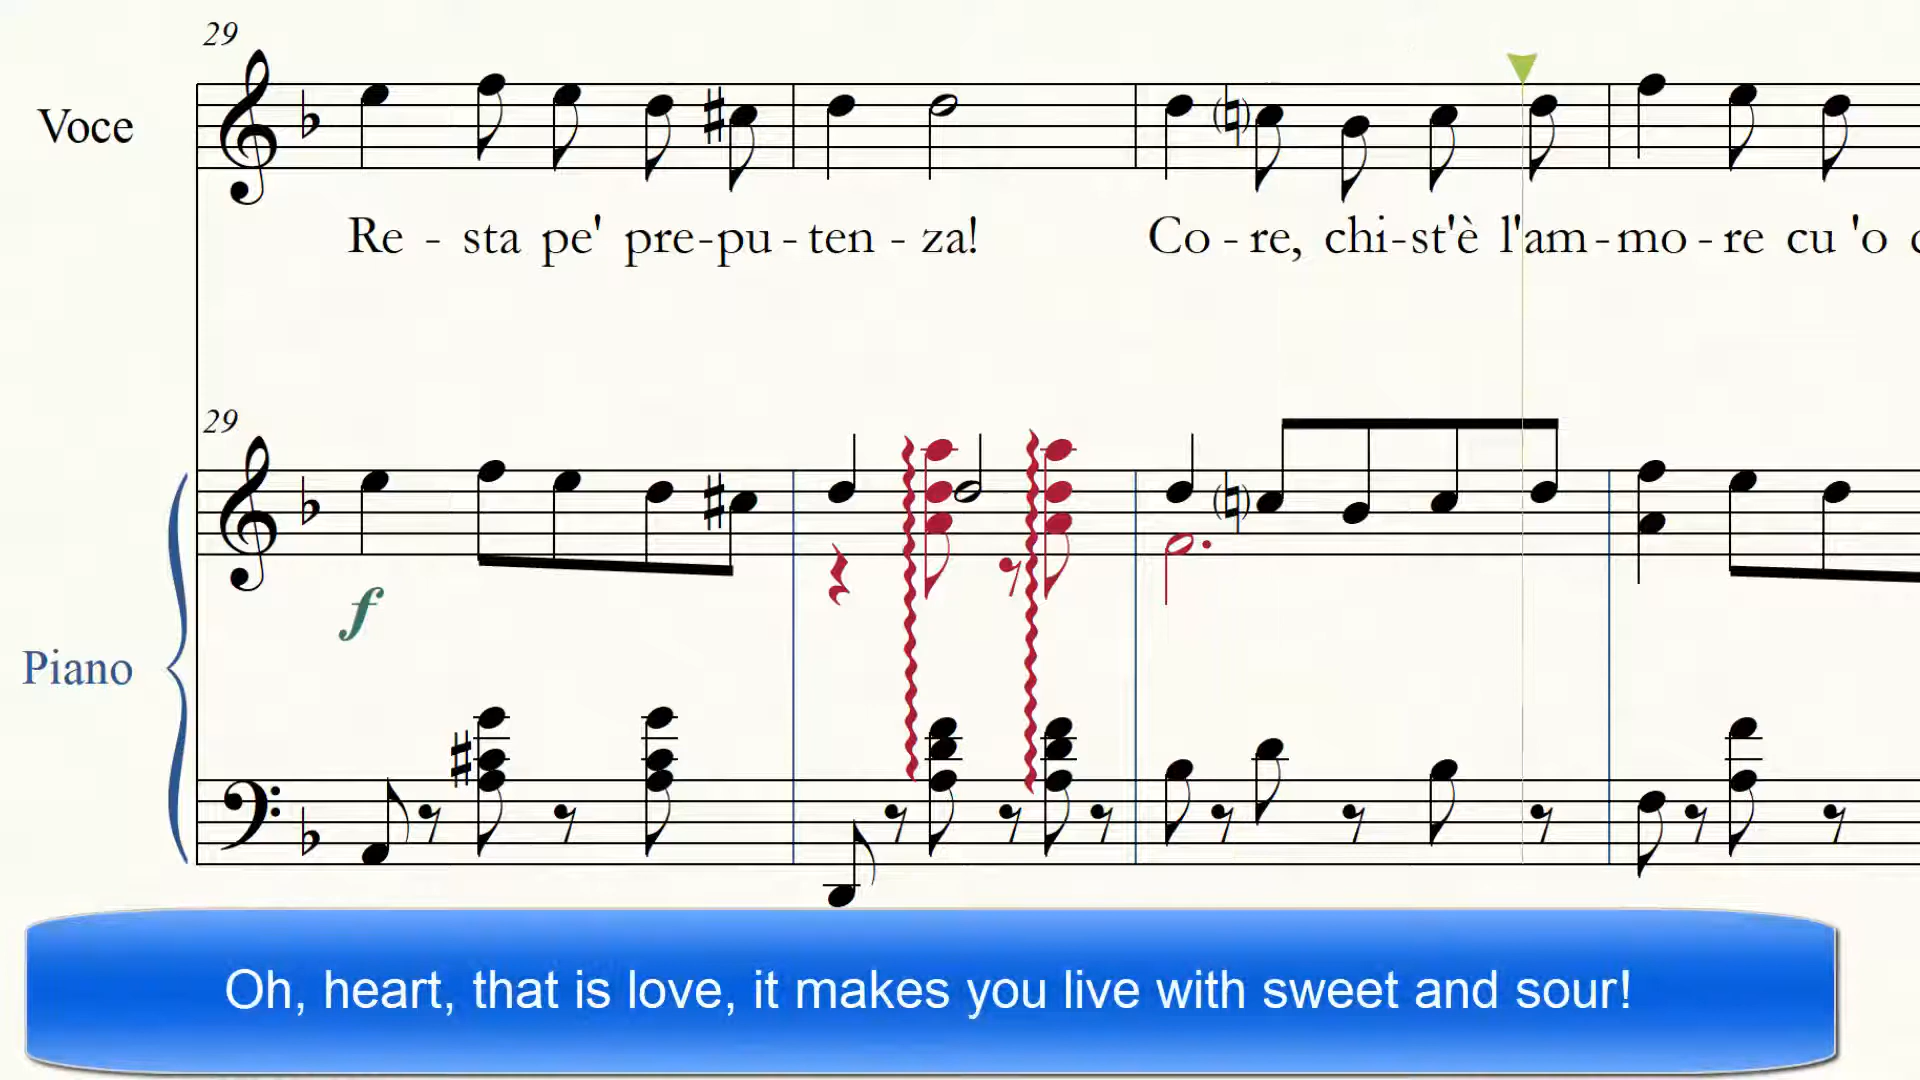 29
Voce
Re - sta pe' pre-pu-ten-za! Co-re, chi-st'è l'am-mo-re cu 'o
29
f
Piano
Oh, heart, that is love, it makes you live with sweet and sour!